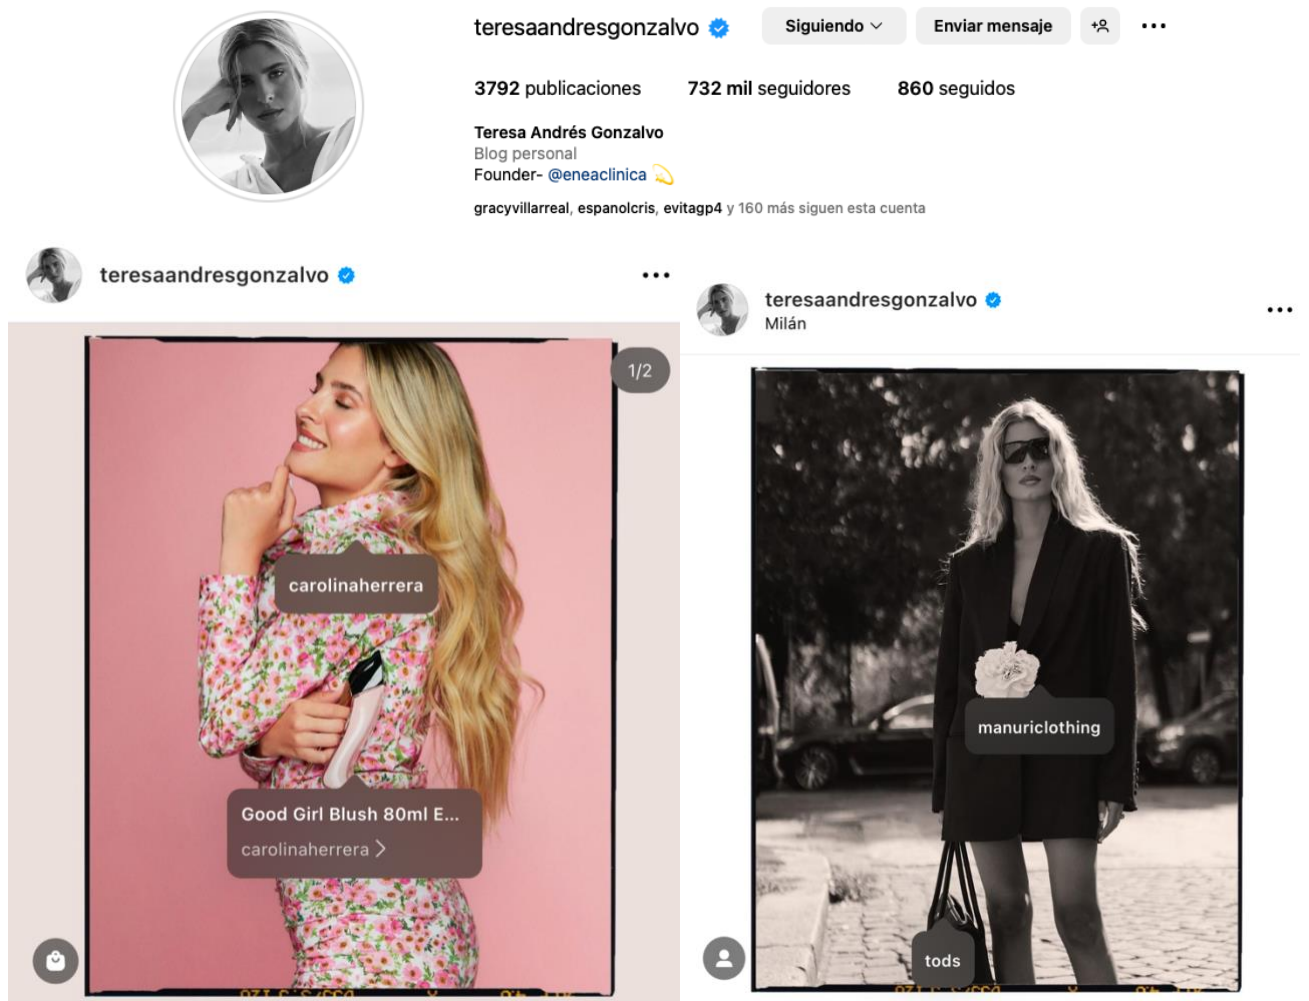 teresaandresgonzalvo
Siguiendo
Enviar mensaje
3792 publicaciones
732 mil seguidores
860 seguidos
Teresa Andrés Gonzalvo
Blog personal
Founder- @eneaclinica 💫
gracyvillarreal, espanolcris, evitagp4 y 160 más siguen esta cuenta
teresaandresgonzalvo
1/2
carolinaherrera
Good Girl Blush 80ml E...
carolinaherrera
teresaandresgonzalvo
Milán
manuriclothing
tods